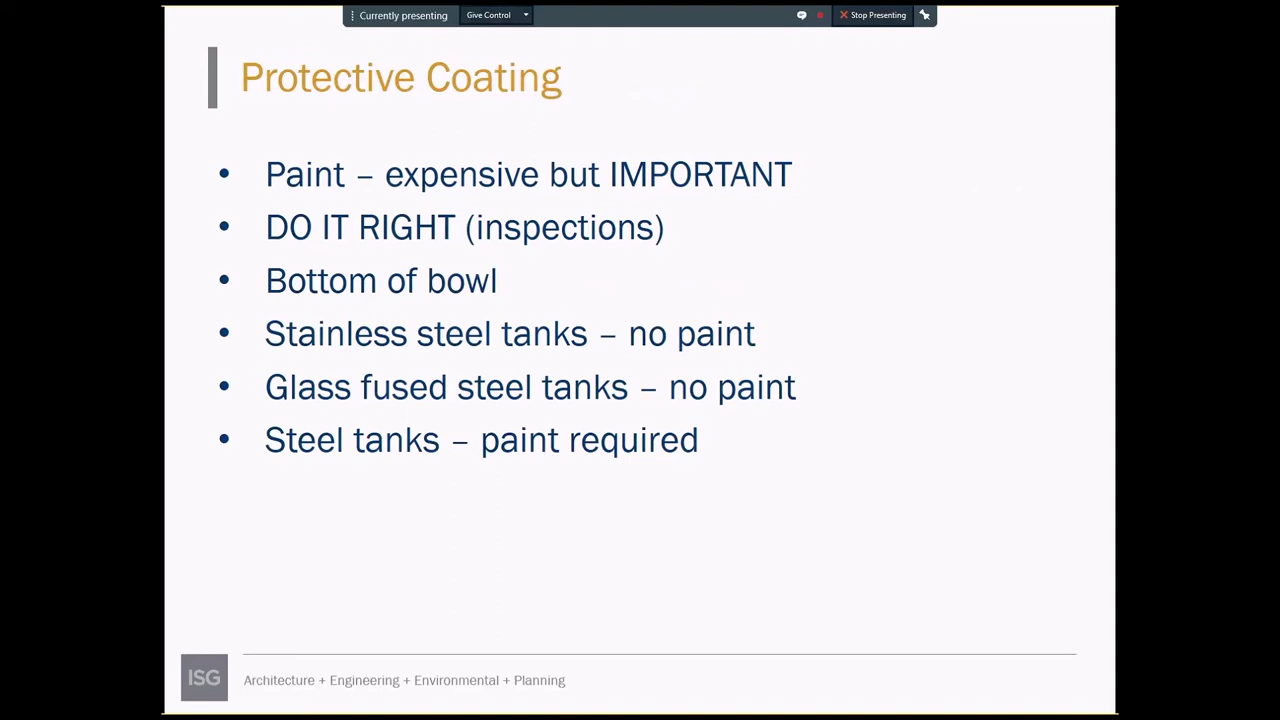 Currently presenting Give Control Stop Presenting
Protective Coating
• Paint – expensive but IMPORTANT
• DO IT RIGHT (inspections)
• Bottom of bowl
• Stainless steel tanks – no paint
• Glass fused steel tanks – no paint
• Steel tanks – paint required
ISG Architecture + Engineering + Environmental + Planning